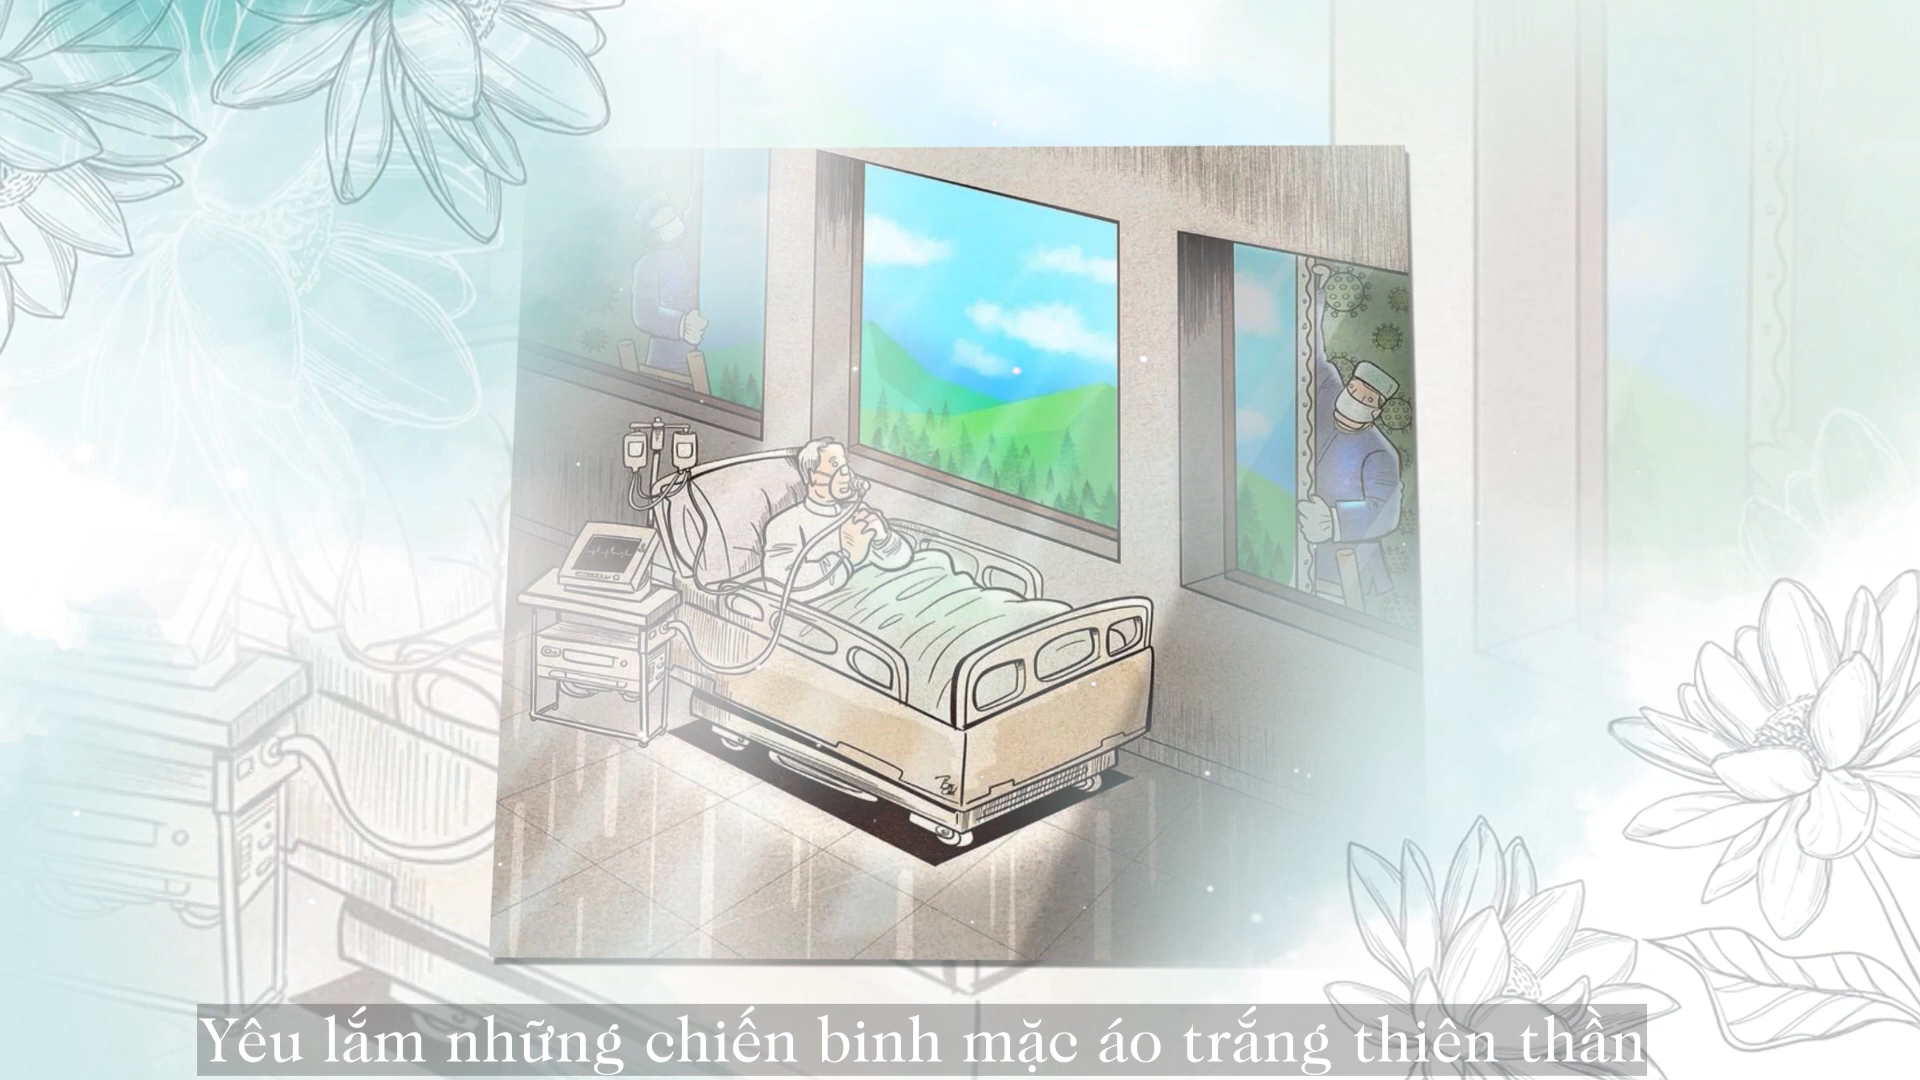 Yêu lắm những chiến binh mặc áo trắng thiên thần